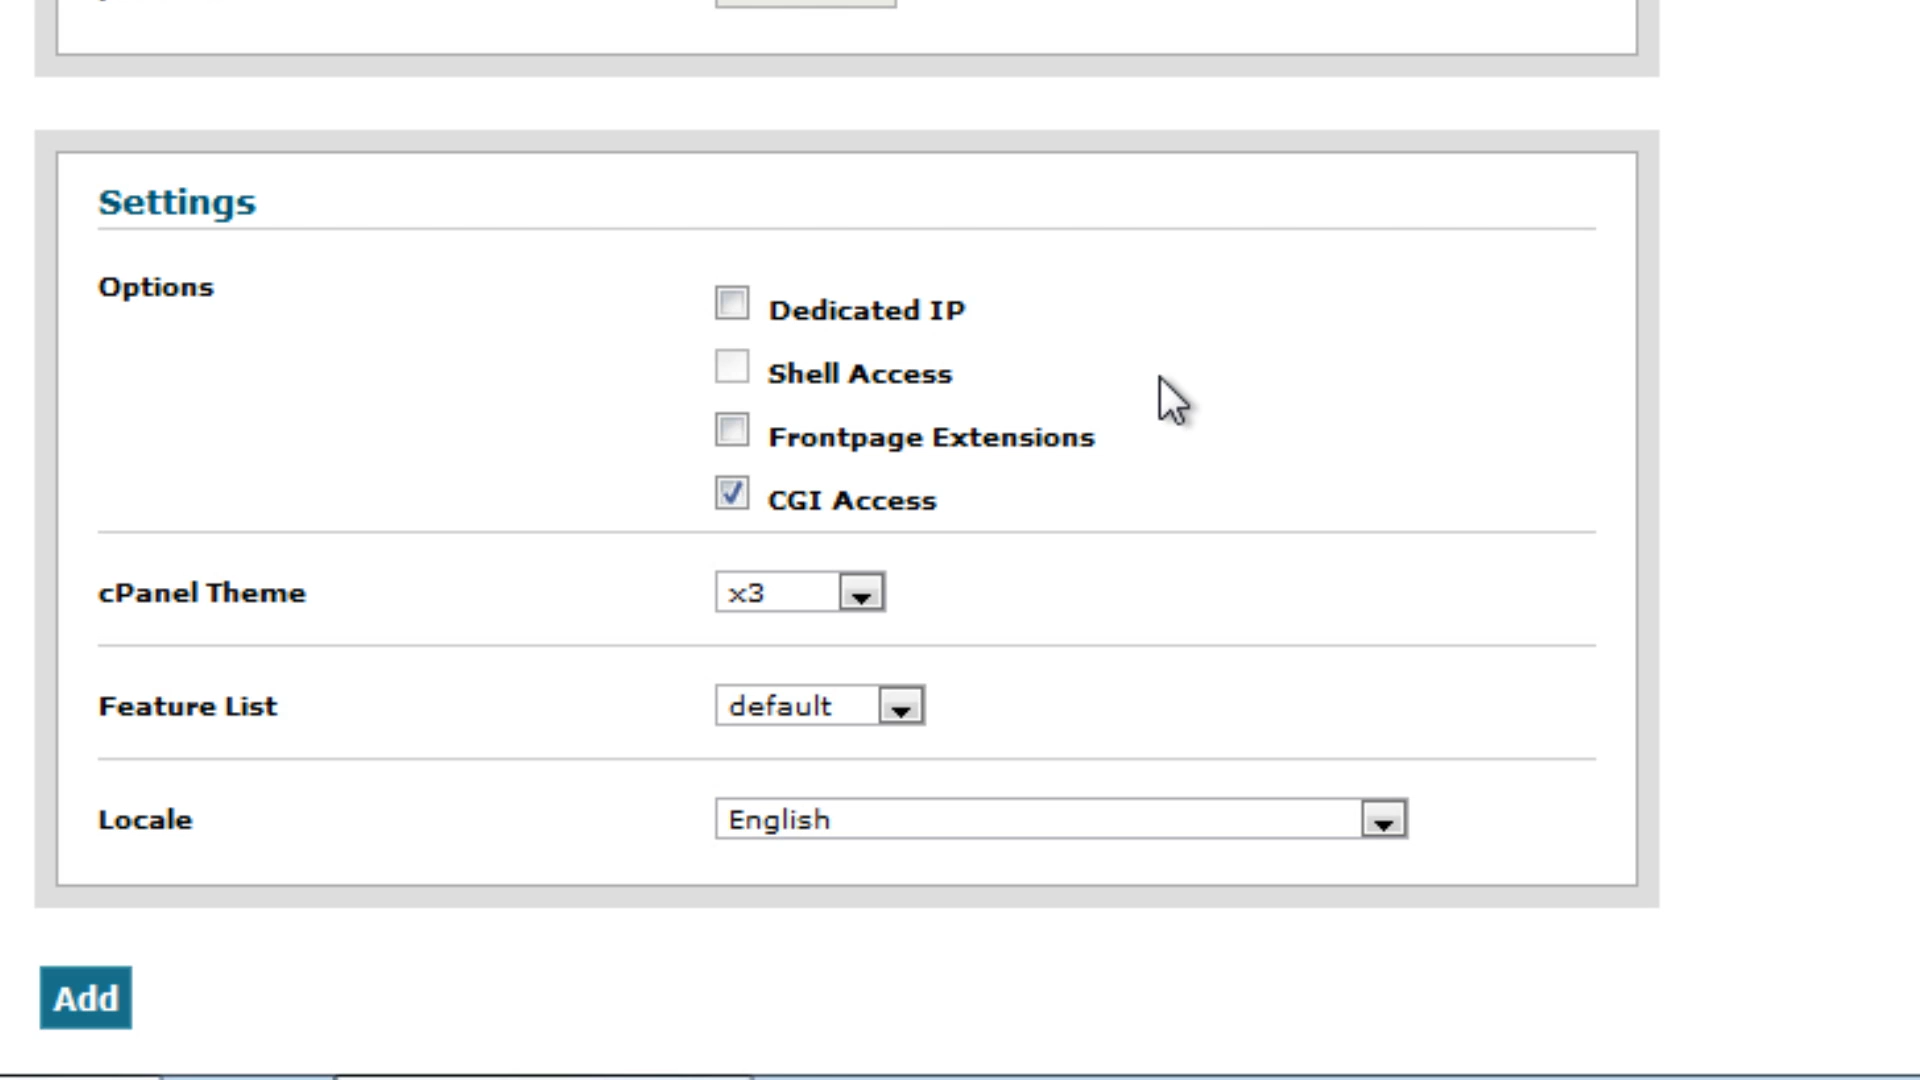 Settings
Options
Dedicated IP
Shell Access
Frontpage Extensions
CGI Access
cPanel Theme
x3
Feature List
default
Locale
English
Add